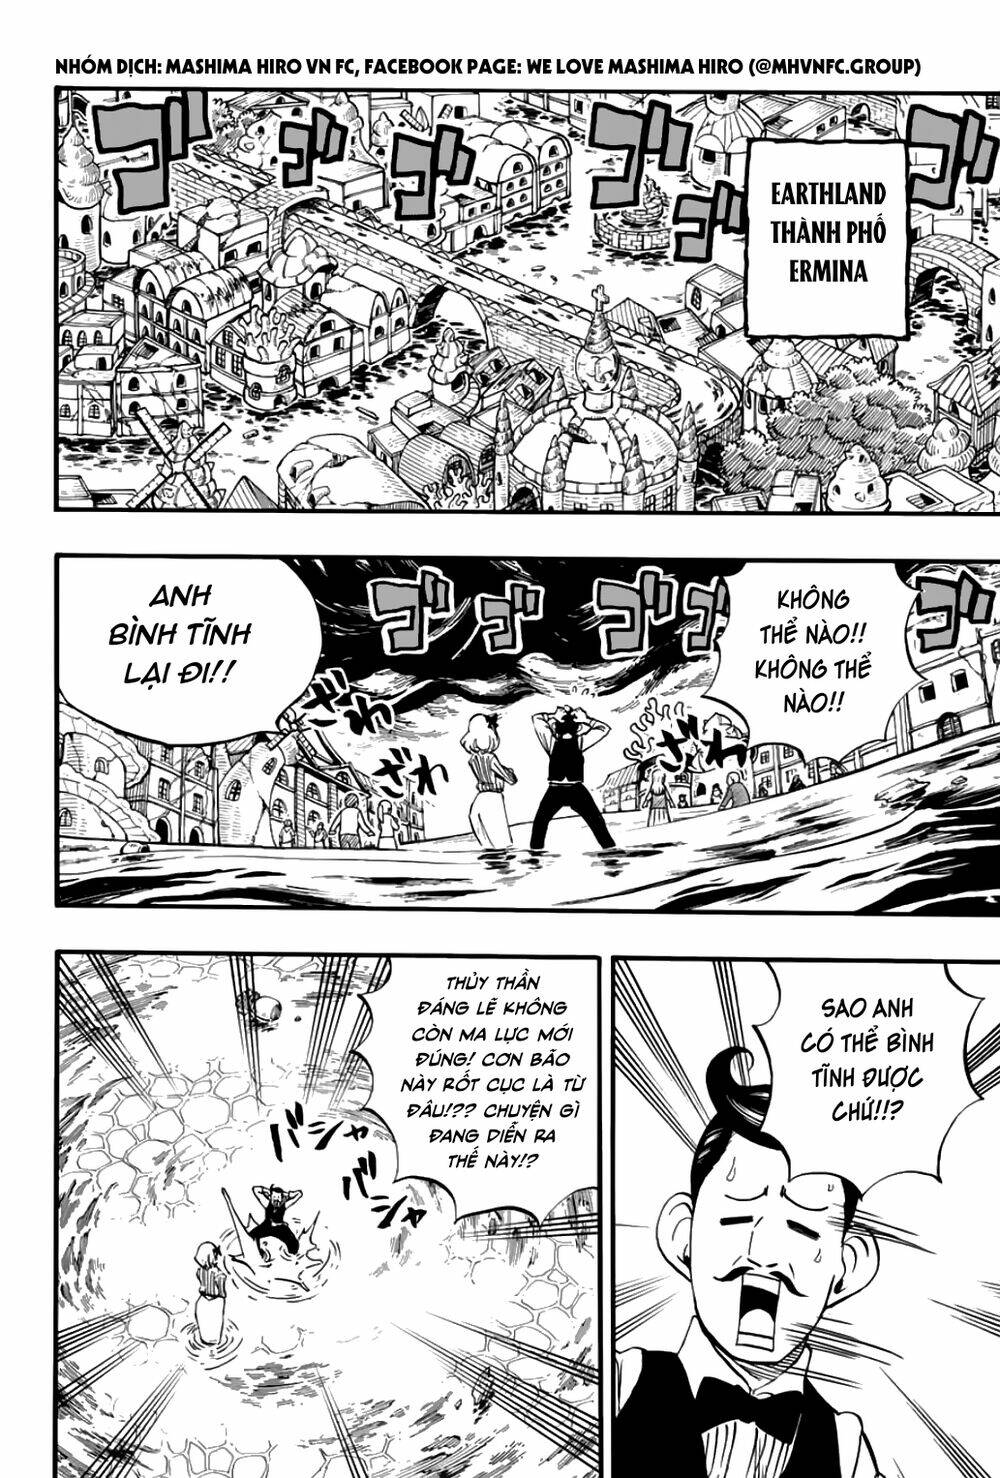 NHÓM DỊCH: MASHIMA HIRO VN FC, FACEBOOK PAGE: WE LOVE MASHIMA HIRO (@MHVNFC.GROUP)
ゴ ゴ ゴ ゴ ゴ ゴ ゴ
EARTHLAND
THÀNH PHỐ
ERMINA
KHÔNG
THỂ NÀO!!
KHÔNG THỂ
NÀO!!
ANH
BÌNH TĨNH
LẠI ĐI!!
ゴ ゴ ゴ ゴ ゴ ゴ
ざわ
ざわ
ざわ
SAO ANH
CÓ THỂ BÌNH
TĨNH ĐƯỢC
CHỨ!!?
THỦY THẦN
ĐÁNG LẼ KHÔNG
CÒN MA LỰC MỚI
ĐÚNG! CƠN BÃO
NÀY RỐT CỤC LÀ TỪ
ĐÂU!?? CHUYỆN GÌ
ĐANG DIỄN RA
THẾ NÀY!?
バシャ
バシャ